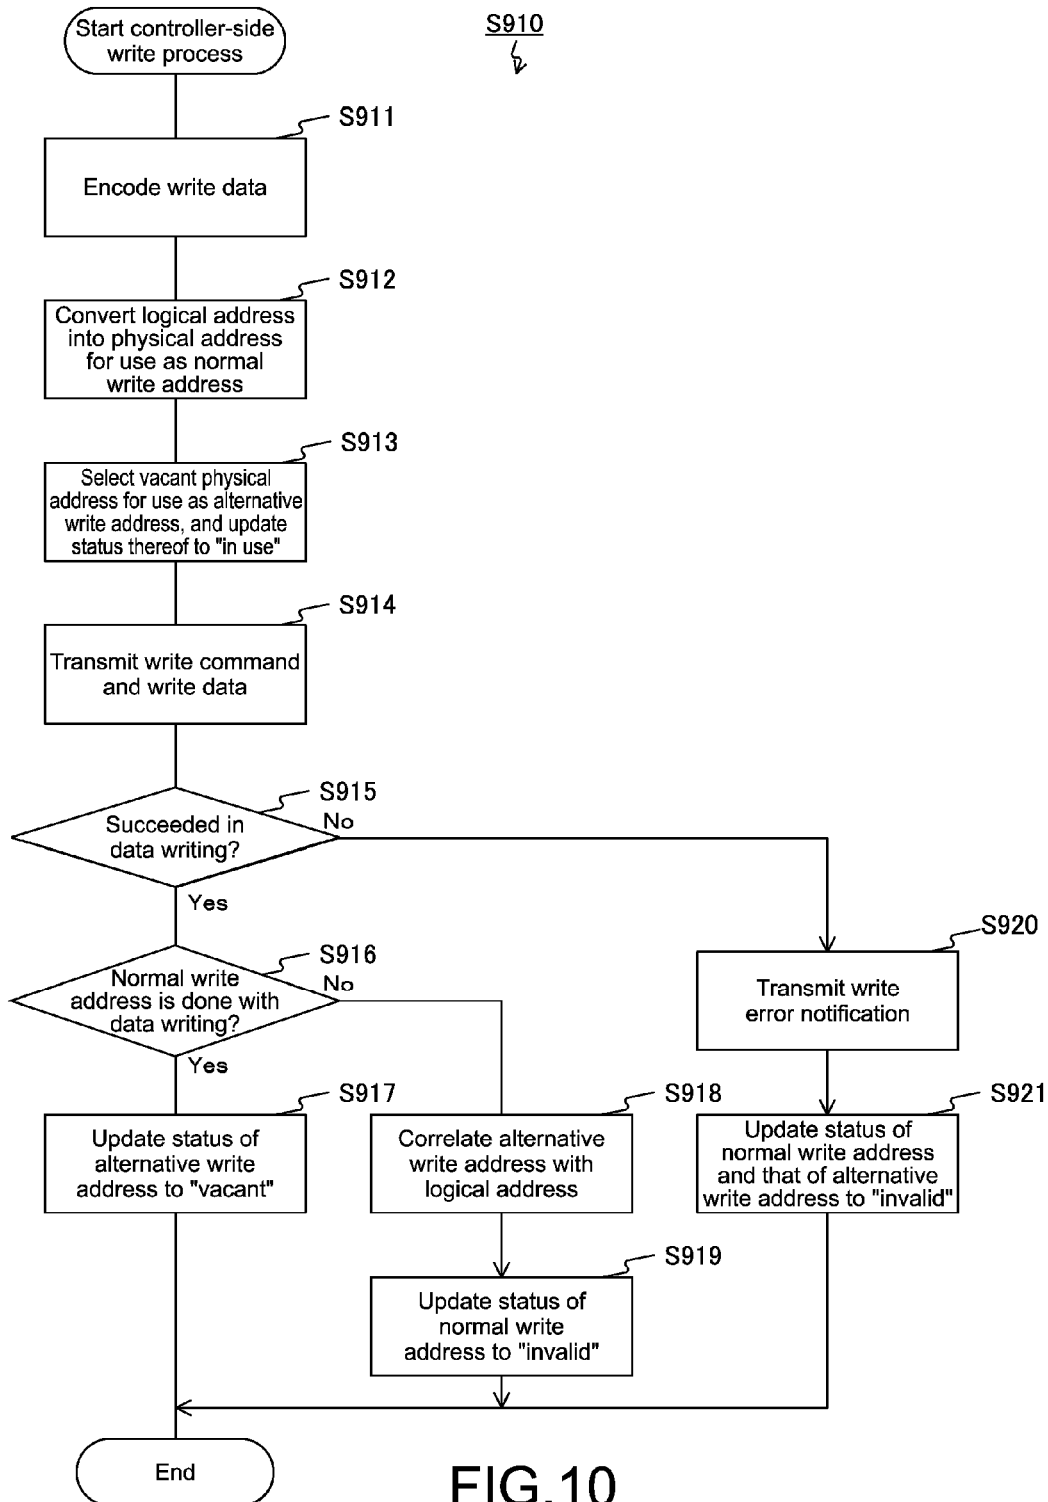 Start controller-side
write process
S910
S911
Encode write data
S912
Convert logical address
into physical address
for use as normal
write address
S913
Select vacant physical
address for use as alternative
write address, and update
status thereof to "in use"
S914
Transmit write command
and write data
S915
Succeeded in
data writing?
No
Yes
S916
Normal write
address is done with
data writing?
No
Yes
S920
Transmit write
error notification
S917
Update status of
alternative write
address to "vacant"
S918
Correlate alternative
write address with
logical address
S921
Update status of
normal write address
and that of alternative
write address to "invalid"
S919
Update status of
normal write
address to "invalid"
End
FIG.10